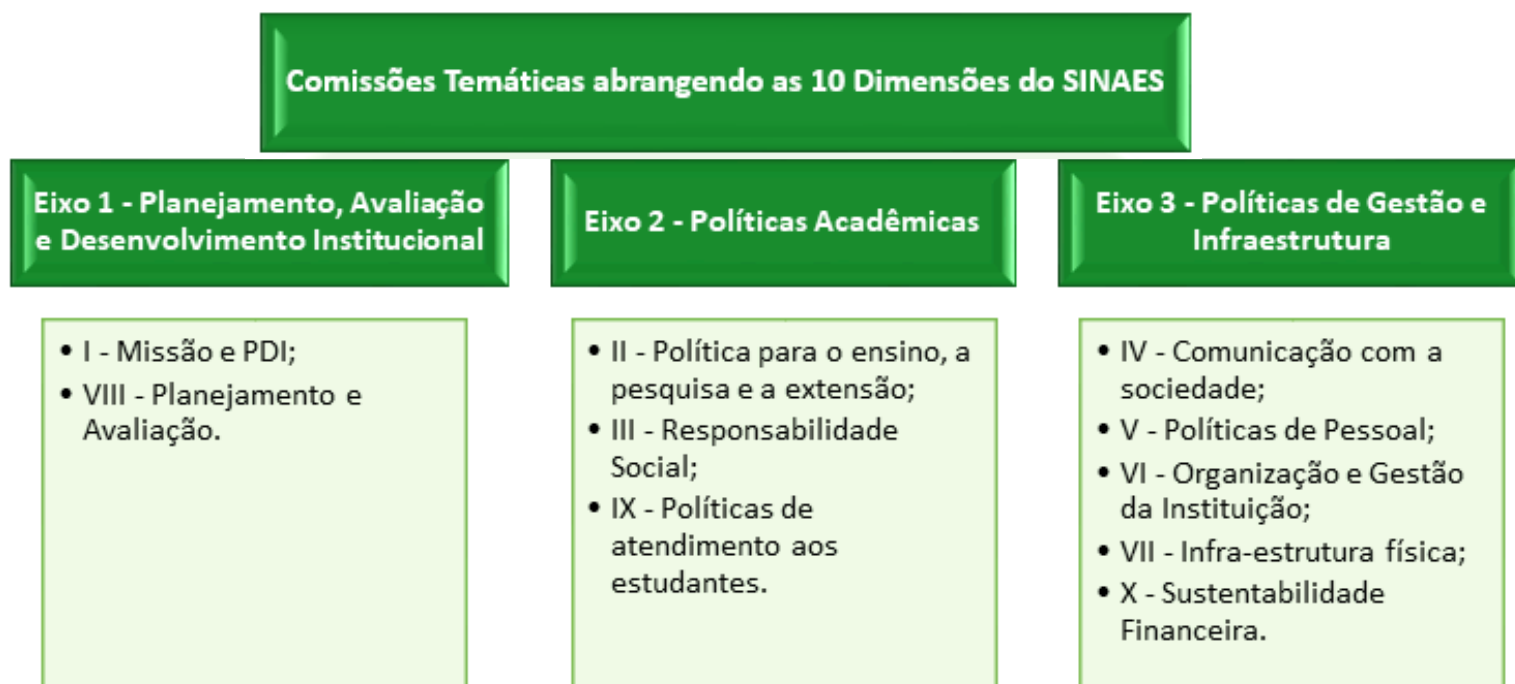 Comissões Temáticas abrangendo as 10 Dimensões do SINAES
Eixo 1 - Planejamento, Avaliação
e Desenvolvimento Institucional
• I - Missão e PDI;
• VIII - Planejamento e
Avaliação.
Eixo 2 - Políticas Acadêmicas
• II - Política para o ensino, a
pesquisa e a extensão;
• III - Responsabilidade
Social;
• IX - Políticas de
atendimento aos
estudantes.
Eixo 3 - Políticas de Gestão e
Infraestrutura
• IV - Comunicação com a
sociedade;
• V - Políticas de Pessoal;
• VI - Organização e Gestão
da Instituição;
• VII - Infra-estrutura física;
• X - Sustentabilidade
Financeira.